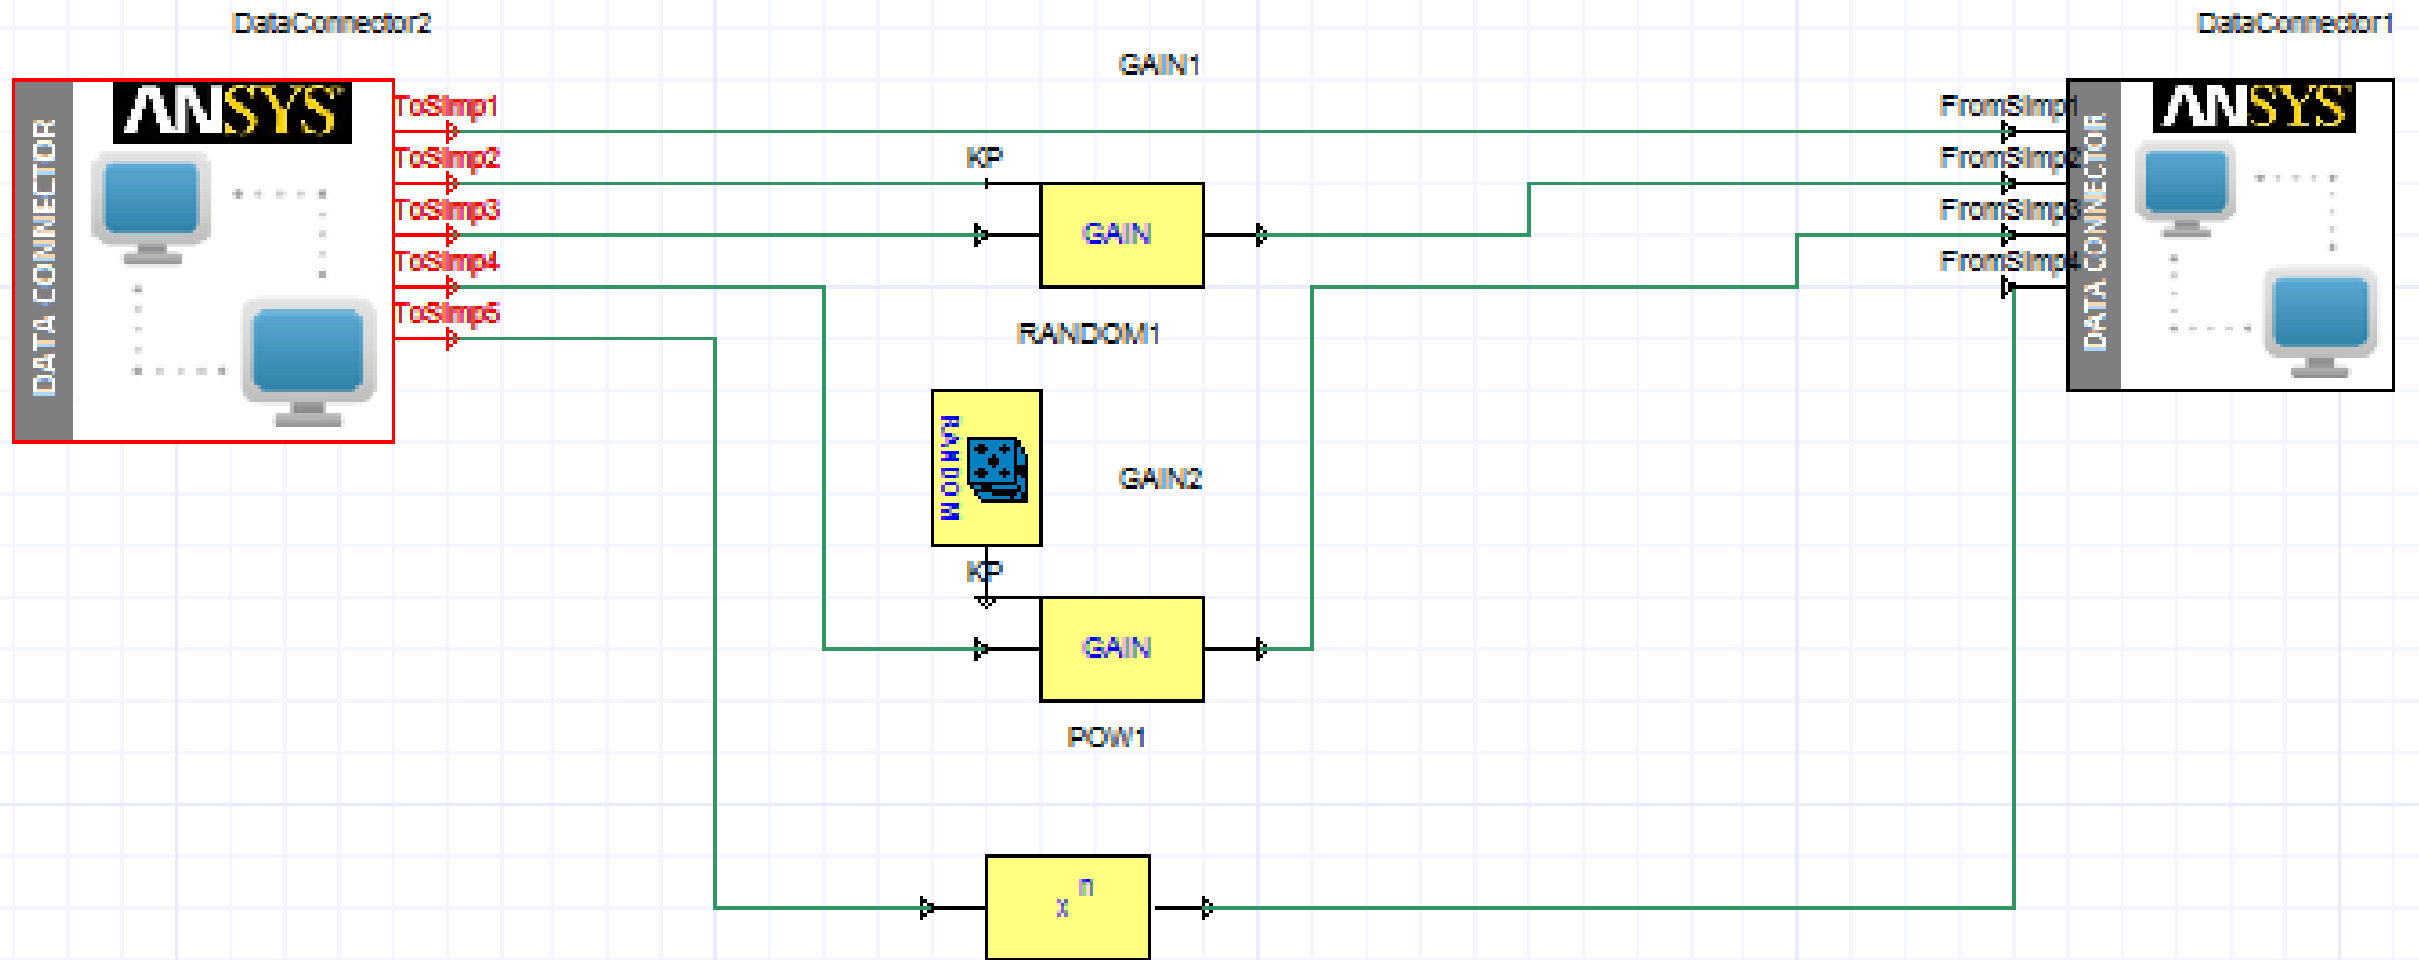 DataConnector2
DataConnector1
GAIN1
ANSYS
DATA CONNECTOR
ToSImp1
ToSImp2
ToSImp3
ToSImp4
ToSImp5
KP
GAIN
FromSImp1
FromSImp2
FromSImp3
FromSImp4
ANSYS
DATA CONNECTOR
RANDOM1
RANDOM
GAIN2
KP
GAIN
POW1
x n